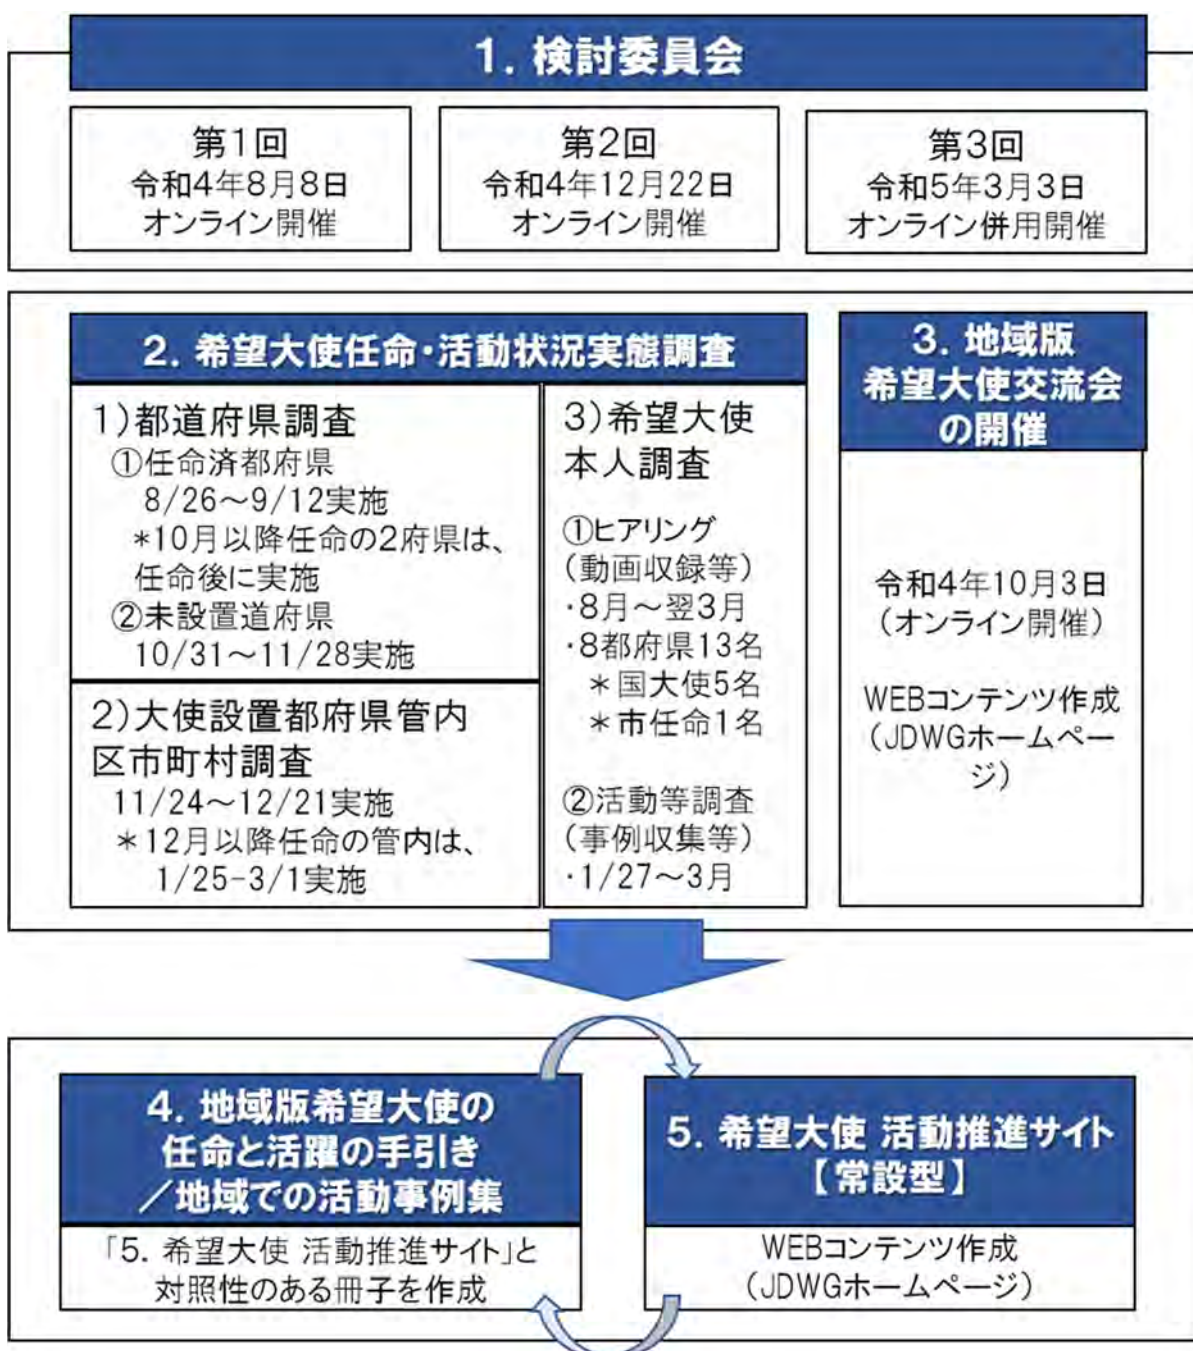 1. 検討委員会
第1回
令和4年8月8日
オンライン開催
第2回
令和4年12月22日
オンライン開催
第3回
令和5年3月3日
オンライン併用開催
2. 希望大使任命・活動状況実態調査
1)都道府県調査
①任命済都府県
8/26～9/12実施
*10月以降任命の2府県は、
任命後に実施
②未設置道府県
10/31～11/28実施
2)大使設置都府県管内
区市町村調査
11/24～12/21実施
*12月以降任命の管内は、
1/25-3/1実施
3)希望大使
本人調査
①ヒアリング
(動画収録等)
・8月～翌3月
・8都府県13名
*国大使5名
*市任命1名
②活動等調査
(事例収集等)
・1/27～3月
3. 地域版
希望大使交流会
の開催
令和4年10月3日
(オンライン開催)
WEBコンテンツ作成
(JDWGホームペー
ジ)
4. 地域版希望大使の
任命と活躍の手引き
／地域での活動事例集
「5. 希望大使 活動推進サイト」と
対照性のある冊子を作成
5. 希望大使 活動推進サイト
【常設型】
WEBコンテンツ作成
(JDWGホームページ)